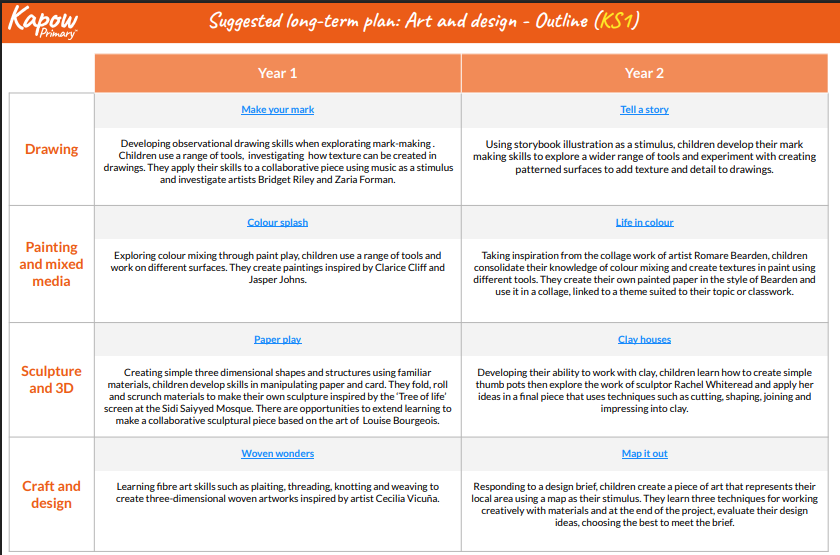 Kapow
Primary™
Suggested long-term plan: Art and design - Outline (KS1)
Year 1
Year 2
Drawing
Make your mark
Developing observational drawing skills when explorating mark-making .
Children use a range of tools, investigating how texture can be created in
drawings. They apply their skills to a collaborative piece using music as a stimulus
and investigate artists Bridget Riley and Zaria Forman.
Tell a story
Using storybook illustration as a stimulus, children develop their mark
making skills to explore a wider range of tools and experiment with creating
patterned surfaces to add texture and detail to drawings.
Painting
and mixed
media
Colour splash
Exploring colour mixing through paint play, children use a range of tools and
work on different surfaces. They create paintings inspired by Clarice Cliff and
Jasper Johns.
Life in colour
Taking inspiration from the collage work of artist Romare Bearden, children
consolidate their knowledge of colour mixing and create textures in paint using
different tools. They create their own painted paper in the style of Bearden and
use it in a collage, linked to a theme suited to their topic or classwork.
Sculpture
and 3D
Paper play
Creating simple three dimensional shapes and structures using familiar
materials, children develop skills in manipulating paper and card. They fold, roll
and scrunch materials to make their own sculpture inspired by the ‘Tree of life’
screen at the Sidi Saiyyed Mosque. There are opportunities to extend learning to
make a collaborative sculptural piece based on the art of Louise Bourgeois.
Clay houses
Developing their ability to work with clay, children learn how to create simple
thumb pots then explore the work of sculptor Rachel Whiteread and apply her
ideas in a final piece that uses techniques such as cutting, shaping, joining and
impressing into clay.
Craft and
design
Woven wonders
Learning fibre art skills such as plaiting, threading, knotting and weaving to
create three-dimensional woven artworks inspired by artist Cecilia Vicuña.
Map it out
Responding to a design brief, children create a piece of art that represents their
local area using a map as their stimulus. They learn three techniques for working
creatively with materials and at the end of the project, evaluate their design
ideas, choosing the best to meet the brief.